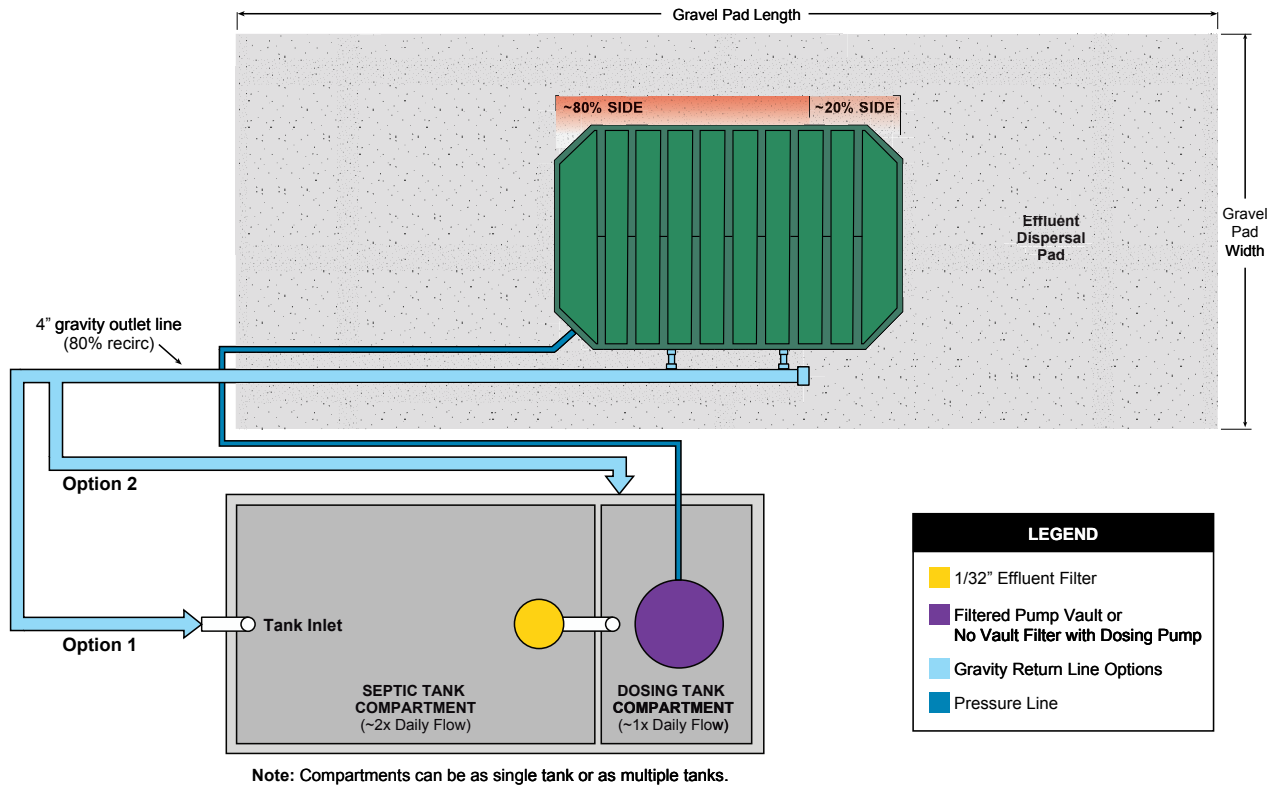 Gravel Pad Length
~80% SIDE
~20% SIDE
Effluent
Dispersal
Pad
Gravel
Pad
Width
4” gravity outlet line
(80% recirc)
Option 2
Option 1
Tank Inlet
SEPTIC TANK
COMPARTMENT
(~2x Daily Flow)
DOSING TANK
COMPARTMENT
(~1x Daily Flow)
LEGEND
1/32” Effluent Filter
Filtered Pump Vault or
No Vault Filter with Dosing Pump
Gravity Return Line Options
Pressure Line
Note: Compartments can be as single tank or as multiple tanks.